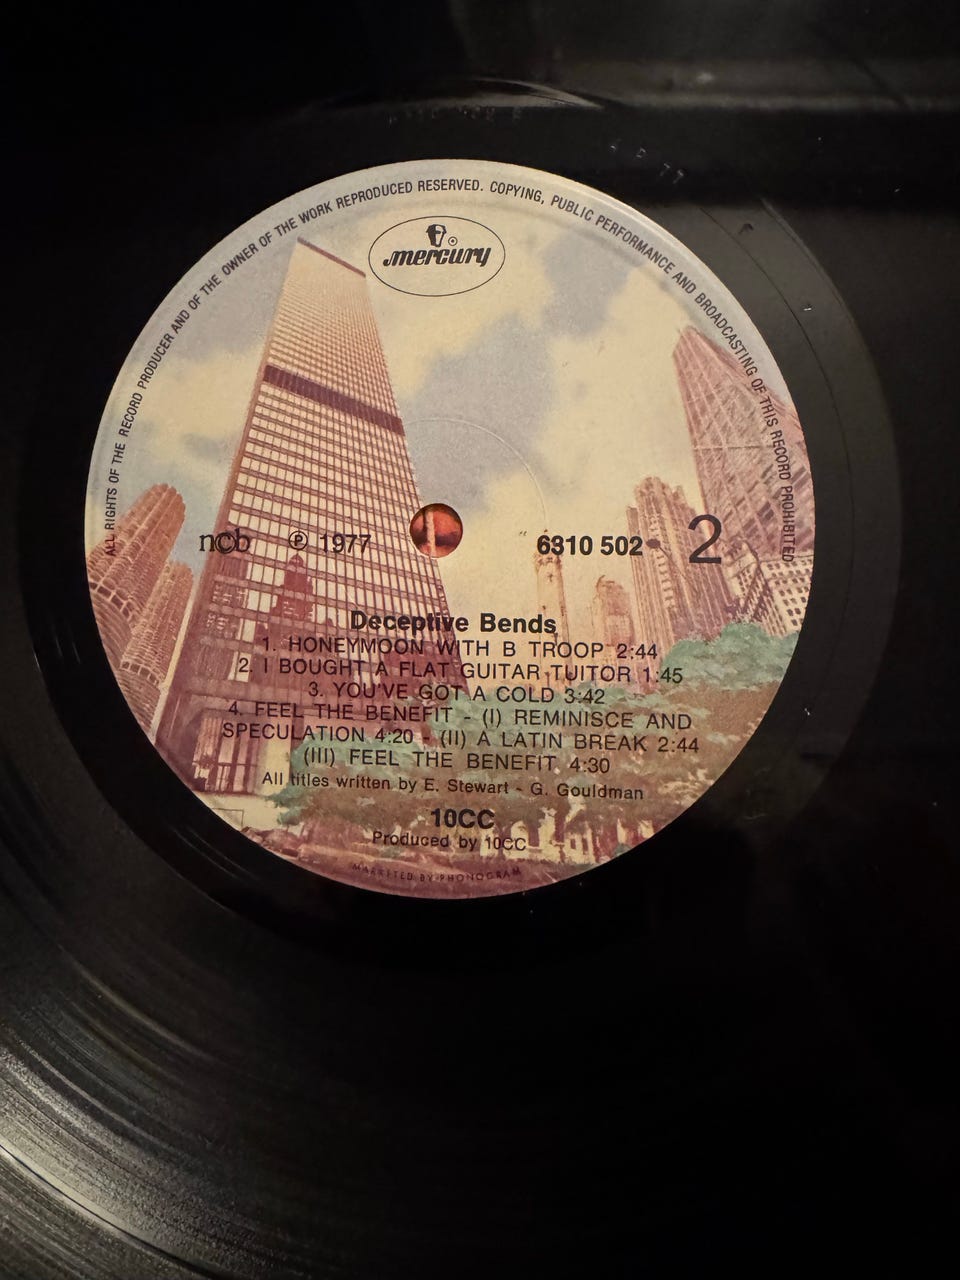 ALL RIGHTS OF THE RECORD PRODUCER AND OF THE OWNER OF THE WORK REPRODUCED RESERVED. COPYING, PUBLIC PERFORMANCE AND BROADCASTING OF THIS RECORD PROHIBITED
mercury
ncb ℗ 1977 6310 502 2
Deceptive Bends
1. HONEYMOON WITH B TROOP 2:44
2. I BOUGHT A FLAT GUITAR TUITOR 1:45
3. YOU'VE GOT A COLD 3:42
4. FEEL THE BENEFIT - (I) REMINISCE AND
SPECULATION 4:20 - (II) A LATIN BREAK 2:44
(III) FEEL THE BENEFIT 4:30
All titles written by E. Stewart - G. Gouldman
10CC
Produced by 10CC
MARKETED BY PHONOGRAM